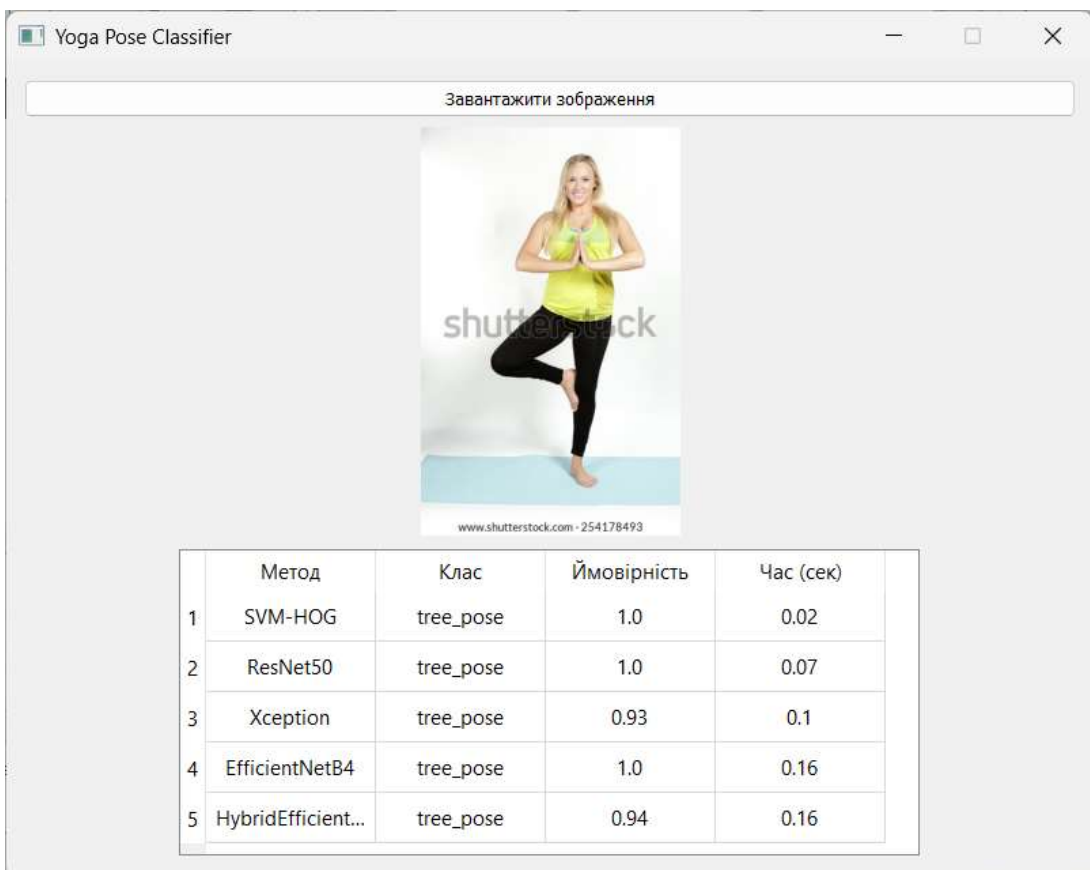 Yoga Pose Classifier
Завантажити зображення
shutterstock
www.shutterstock.com · 254178493
Метод Клас Ймовірність Час (сек)
1 SVM-HOG tree_pose 1.0 0.02
2 ResNet50 tree_pose 1.0 0.07
3 Xception tree_pose 0.93 0.1
4 EfficientNetB4 tree_pose 1.0 0.16
5 HybridEfficient... tree_pose 0.94 0.16